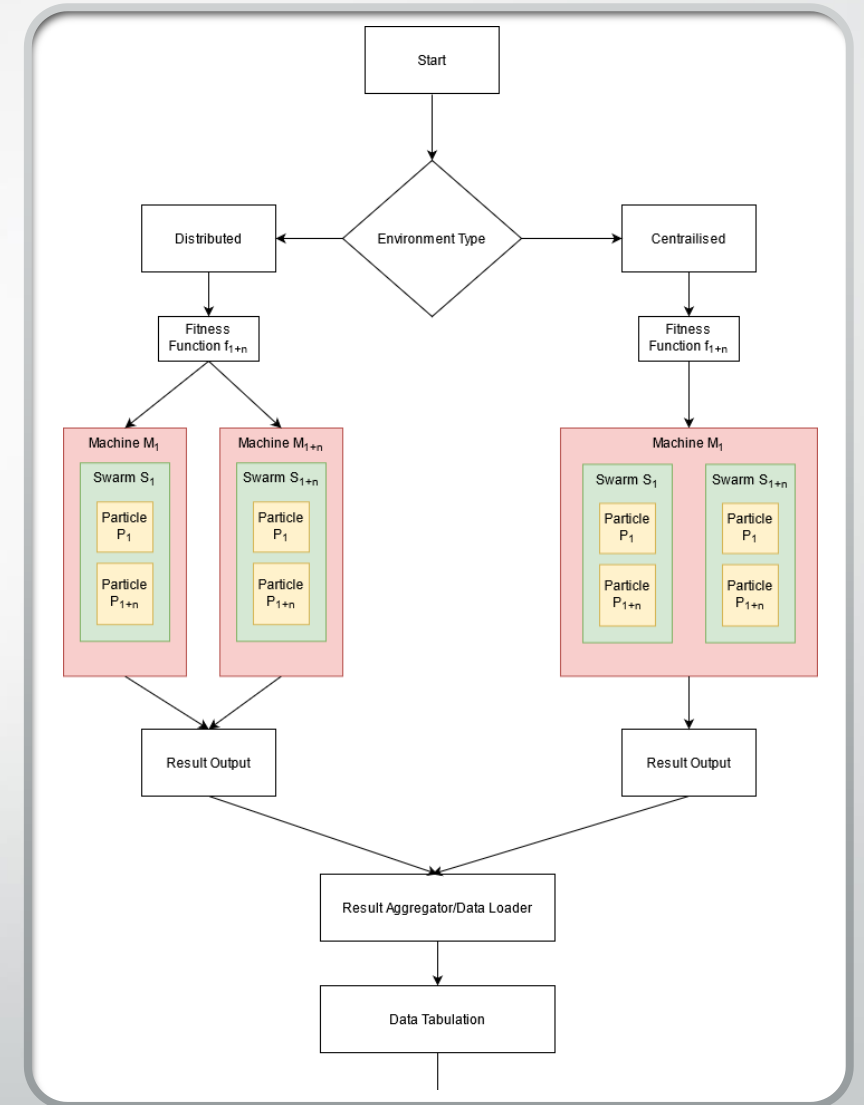 Start
Environment Type
Distributed
Centrailised
Fitness
Function f₁₊ₙ
Fitness
Function f₁₊ₙ
Machine M₁
Swarm S₁
Particle
P₁
Particle
P₁₊ₙ
Machine M₁₊ₙ
Swarm S₁₊ₙ
Particle
P₁
Particle
P₁₊ₙ
Machine M₁
Swarm S₁
Particle
P₁
Particle
P₁₊ₙ
Swarm S₁₊ₙ
Particle
P₁
Particle
P₁₊ₙ
Result Output
Result Output
Result Aggregator/Data Loader
Data Tabulation